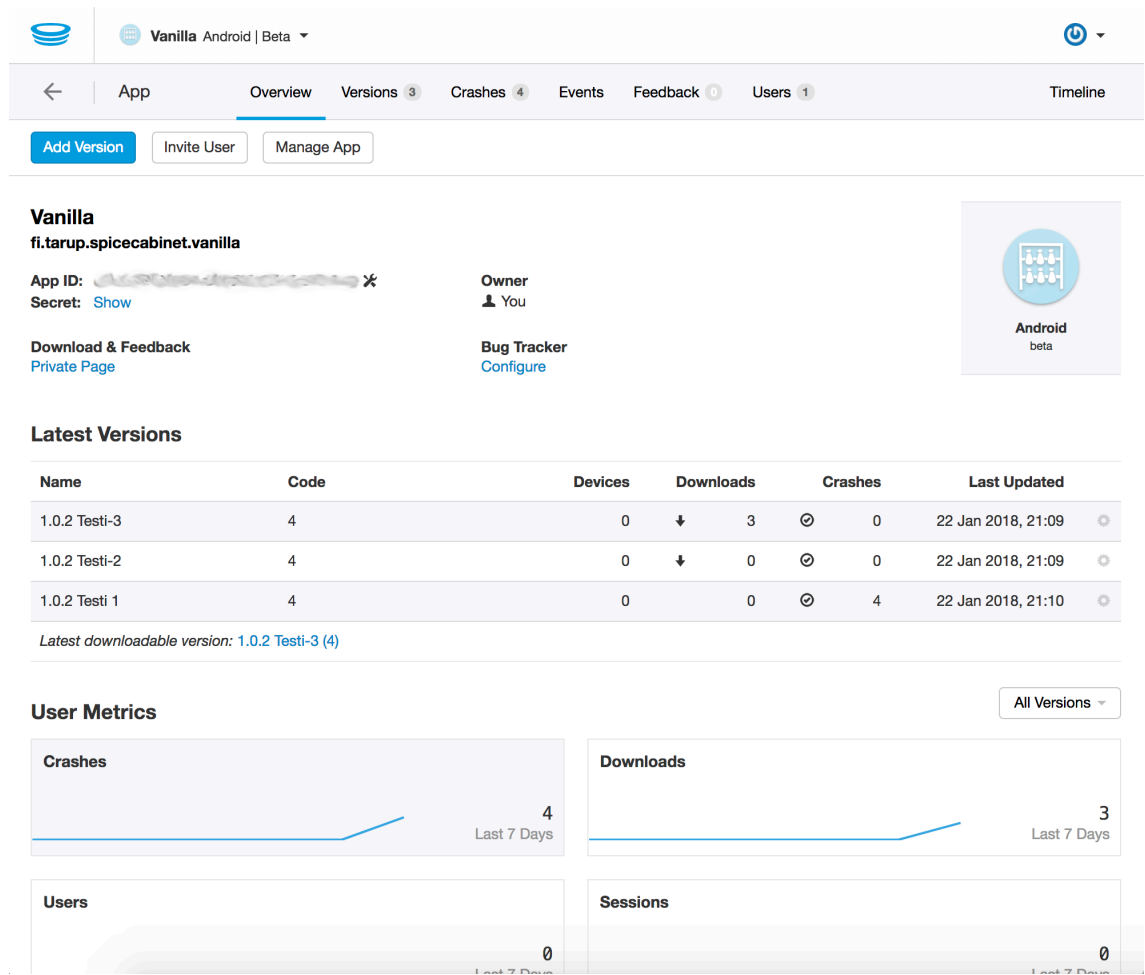 Vanilla Android | Beta
App Overview Versions 3 Crashes 4 Events Feedback 0 Users 1 Timeline
Add Version Invite User Manage App
Vanilla
fi.tarup.spicecabinet.vanilla
App ID:
Secret: Show
Owner
You
Download & Feedback
Private Page
Bug Tracker
Configure
Android
beta
Latest Versions
Name Code Devices Downloads Crashes Last Updated
1.0.2 Testi-3 4 0 3 0 22 Jan 2018, 21:09
1.0.2 Testi-2 4 0 0 0 22 Jan 2018, 21:09
1.0.2 Testi 1 4 0 0 4 22 Jan 2018, 21:10
Latest downloadable version: 1.0.2 Testi-3 (4)
User Metrics
All Versions
Crashes
4
Last 7 Days
Downloads
3
Last 7 Days
Users
0
Last 7 Days
Sessions
0
Last 7 Days